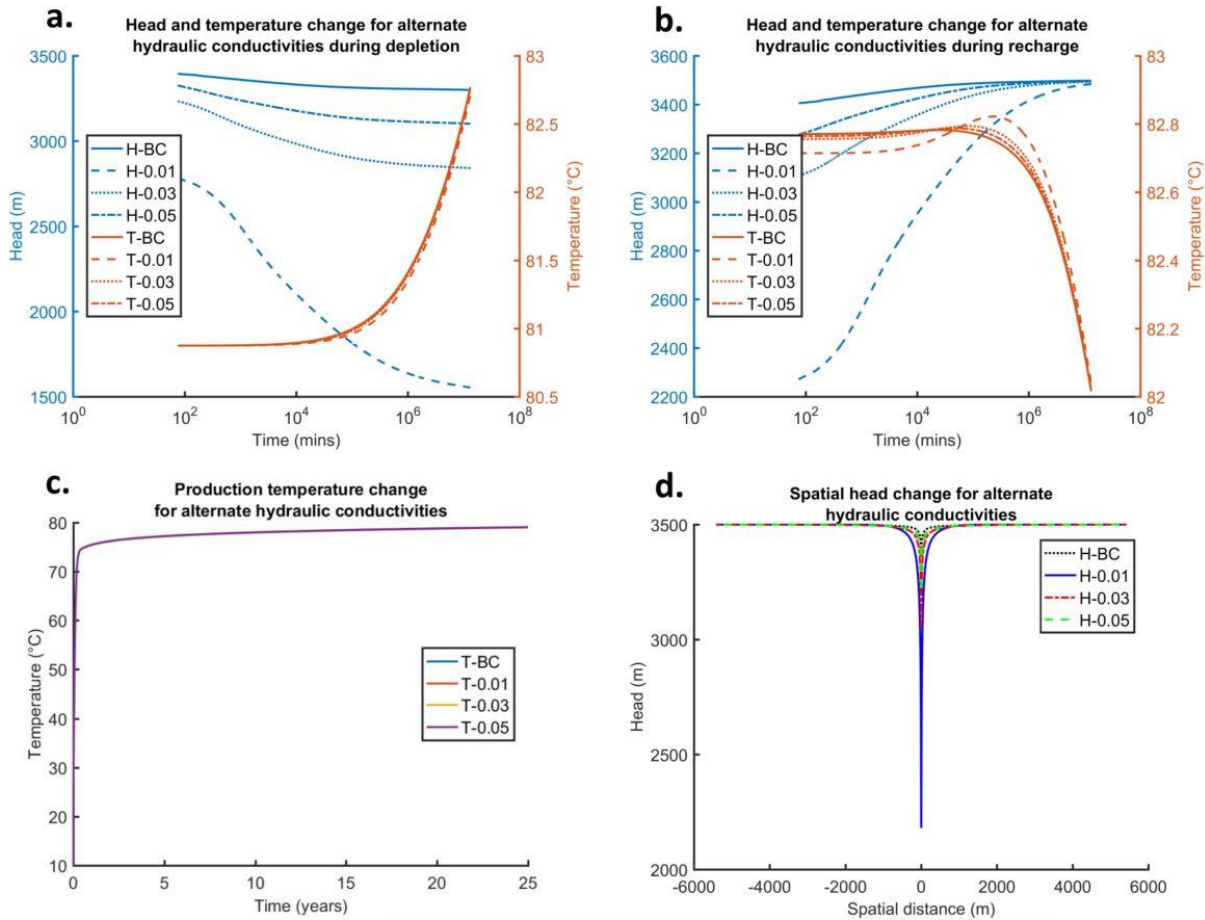 a.
Head and temperature change for alternate
hydraulic conductivities during depletion
3500
3000
2500
2000
1500
Head (m)
83
82.5
82
81.5
81
80.5
Temperature (°C)
H-BC
H-0.01
H-0.03
H-0.05
T-BC
T-0.01
T-0.03
T-0.05
10^0
10^2
10^4
10^6
10^8
Time (mins)
b.
Head and temperature change for alternate
hydraulic conductivities during recharge
3600
3400
3200
3000
2800
2600
2400
2200
Head (m)
83
82.8
82.6
82.4
82.2
82
Temperature (°C)
H-BC
H-0.01
H-0.03
H-0.05
T-BC
T-0.01
T-0.03
T-0.05
10^0
10^2
10^4
10^6
10^8
Time (mins)
c.
Production temperature change
for alternate hydraulic conductivities
80
70
60
50
40
30
20
10
Temperature (°C)
T-BC
T-0.01
T-0.03
T-0.05
0
5
10
15
20
25
Time (years)
d.
Spatial head change for alternate
hydraulic conductivities
3500
3000
2500
2000
Head (m)
H-BC
H-0.01
H-0.03
H-0.05
-6000
-4000
-2000
0
2000
4000
6000
Spatial distance (m)